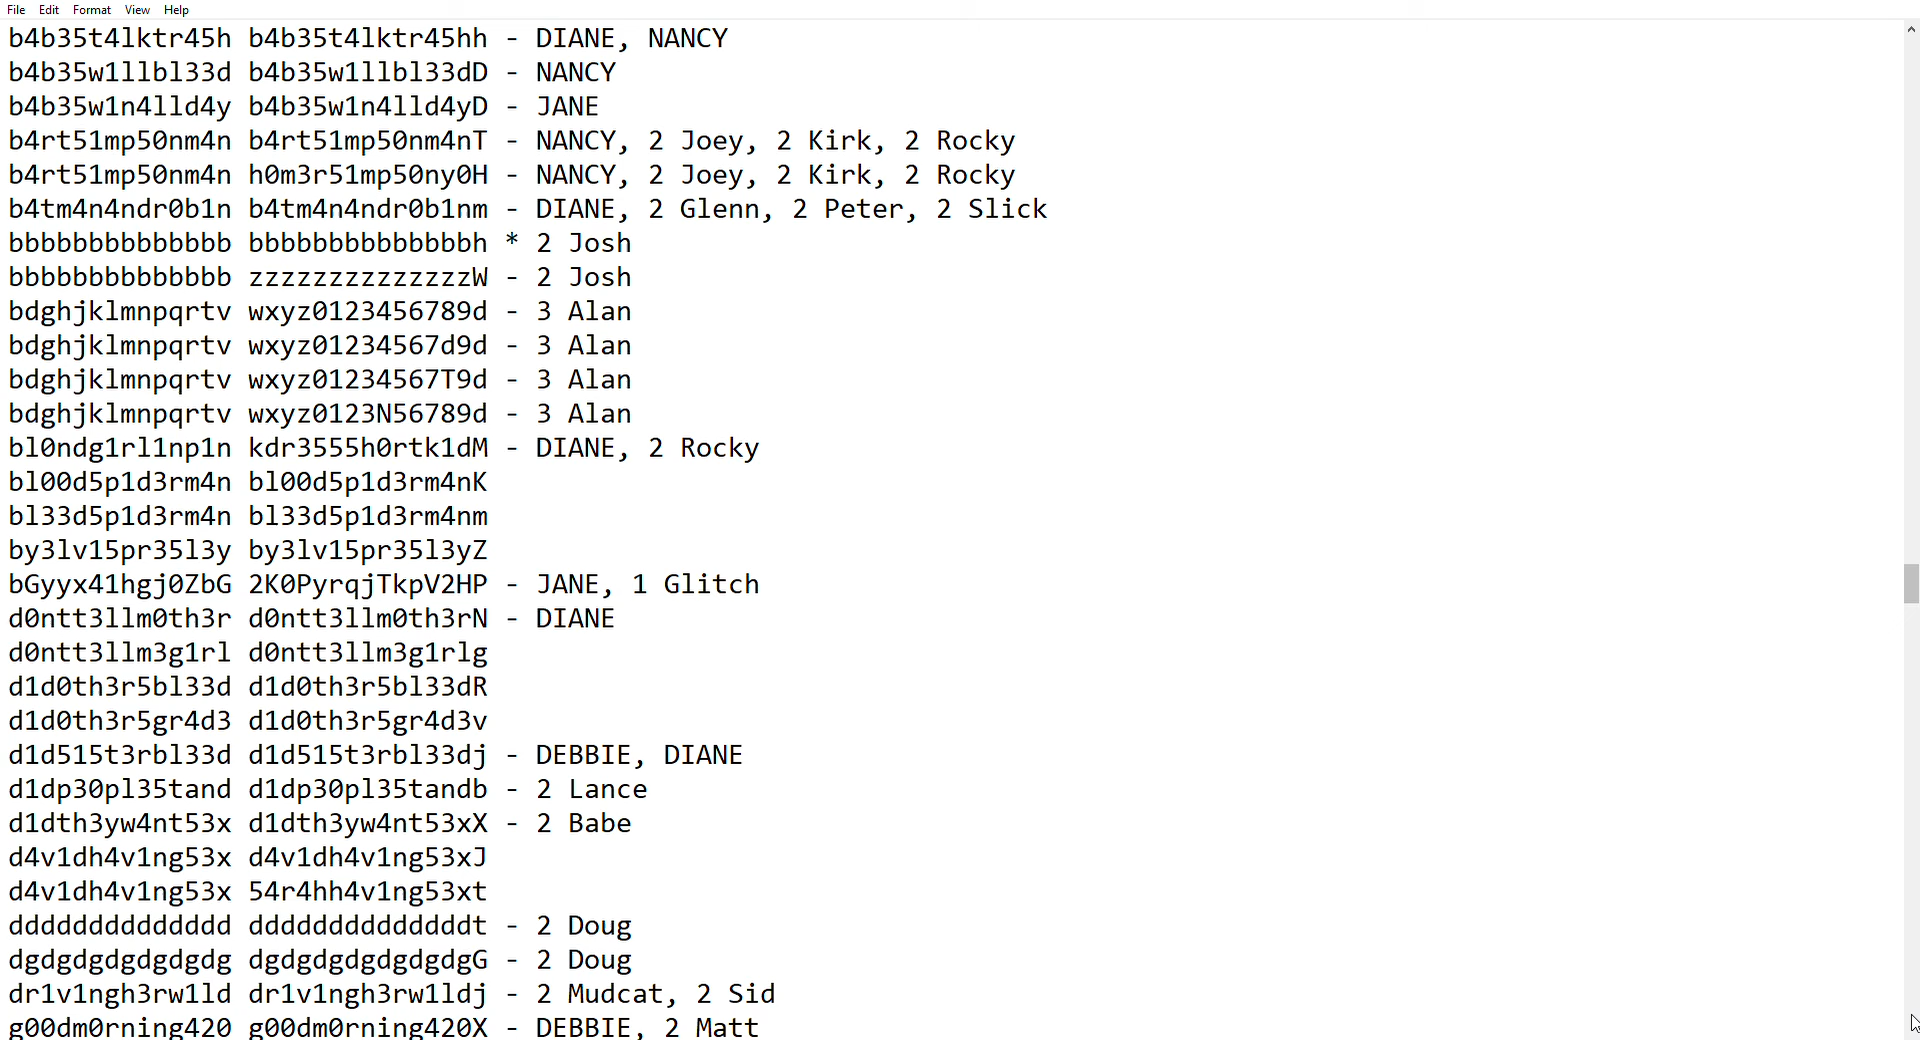 File Edit Format View Help
b4b35t4lktr45h b4b35t4lktr45hh - DIANE, NANCY
b4b35w1llbl33d b4b35w1llbl33dD - NANCY
b4b35w1n4lld4y b4b35w1n4lld4yD - JANE
b4rt51mp50nm4n b4rt51mp50nm4nT - NANCY, 2 Joey, 2 Kirk, 2 Rocky
b4rt51mp50nm4n h0m3r51mp50ny0H - NANCY, 2 Joey, 2 Kirk, 2 Rocky
b4tm4n4ndr0b1n b4tm4n4ndr0b1nm - DIANE, 2 Glenn, 2 Peter, 2 Slick
bbbbbbbbbbbbbb bbbbbbbbbbbbbbh * 2 Josh
bbbbbbbbbbbbbb zzzzzzzzzzzzzzW - 2 Josh
bdghjklmnpqrtv wxyz0123456789d - 3 Alan
bdghjklmnpqrtv wxyz01234567d9d - 3 Alan
bdghjklmnpqrtv wxyz01234567T9d - 3 Alan
bdghjklmnpqrtv wxyz0123N56789d - 3 Alan
bl0ndg1rl1np1n kdr3555h0rtk1dM - DIANE, 2 Rocky
bl00d5p1d3rm4n bl00d5p1d3rm4nK
bl33d5p1d3rm4n bl33d5p1d3rm4nm
by3lv15pr35l3y by3lv15pr35l3yZ
bGyyx41hgj0ZbG 2K0PyrqjTkpV2HP - JANE, 1 Glitch
d0ntt3llm0th3r d0ntt3llm0th3rN - DIANE
d0ntt3llm3g1rl d0ntt3llm3g1rlg
d1d0th3r5bl33d d1d0th3r5bl33dR
d1d0th3r5gr4d3 d1d0th3r5gr4d3v
d1d515t3rbl33d d1d515t3rbl33dj - DEBBIE, DIANE
d1dp30pl35tand d1dp30pl35tandb - 2 Lance
d1dth3yw4nt53x d1dth3yw4nt53xX - 2 Babe
d4v1dh4v1ng53x d4v1dh4v1ng53xJ
d4v1dh4v1ng53x 54r4hh4v1ng53xt
dddddddddddddd ddddddddddddddt - 2 Doug
dgdgdgdgdgdgdg dgdgdgdgdgdgdgG - 2 Doug
dr1v1ngh3rw1ld dr1v1ngh3rw1ldj - 2 Mudcat, 2 Sid
g00dm0rning420 g00dm0rning420X - DEBBIE, 2 Matt